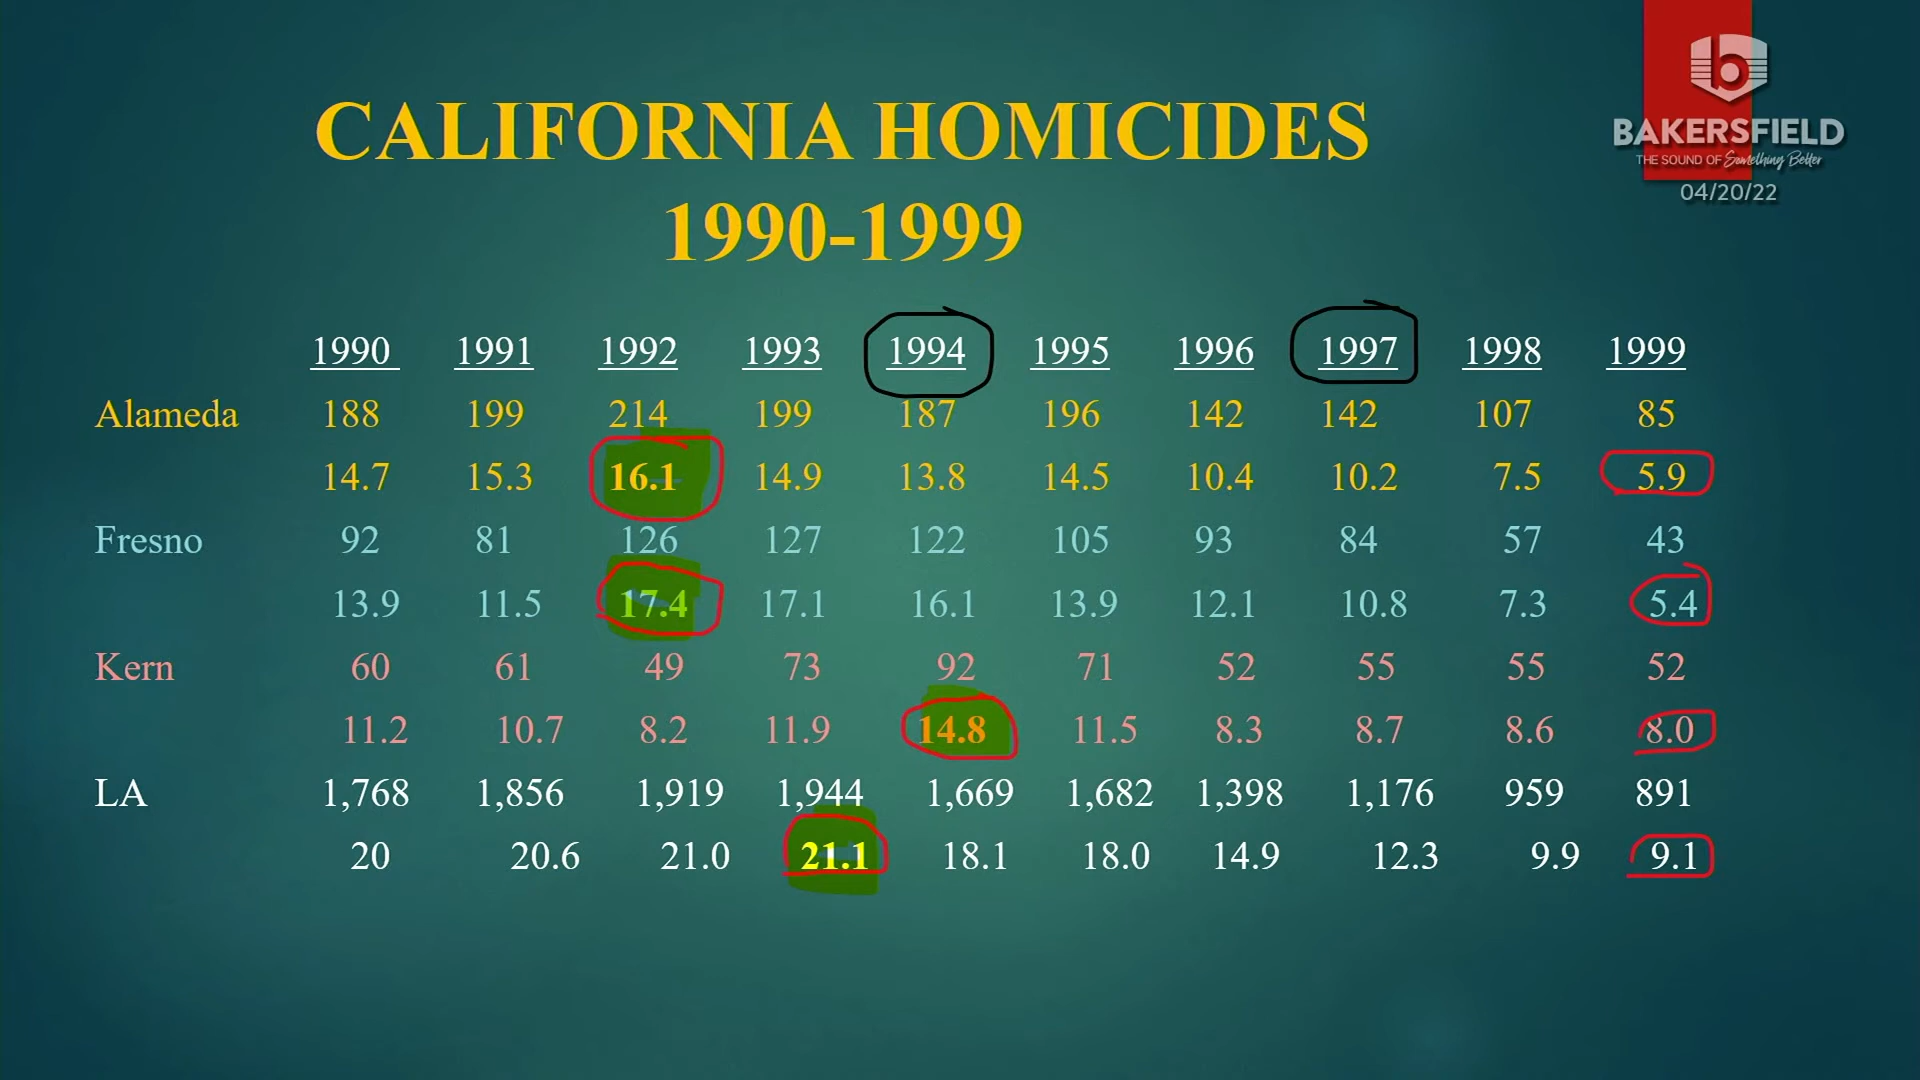 BAKERSFIELD
THE SOUND OF Something Better
04/20/22
CALIFORNIA HOMICIDES
1990-1999
1990 1991 1992 1993 1994 1995 1996 1997 1998 1999
Alameda 188 199 214 199 187 196 142 142 107 85
14.7 15.3 16.1 14.9 13.8 14.5 10.4 10.2 7.5 5.9
Fresno 92 81 126 127 122 105 93 84 57 43
13.9 11.5 17.4 17.1 16.1 13.9 12.1 10.8 7.3 5.4
Kern 60 61 49 73 92 71 52 55 55 52
11.2 10.7 8.2 11.9 14.8 11.5 8.3 8.7 8.6 8.0
LA 1,768 1,856 1,919 1,944 1,669 1,682 1,398 1,176 959 891
20 20.6 21.0 21.1 18.1 18.0 14.9 12.3 9.9 9.1